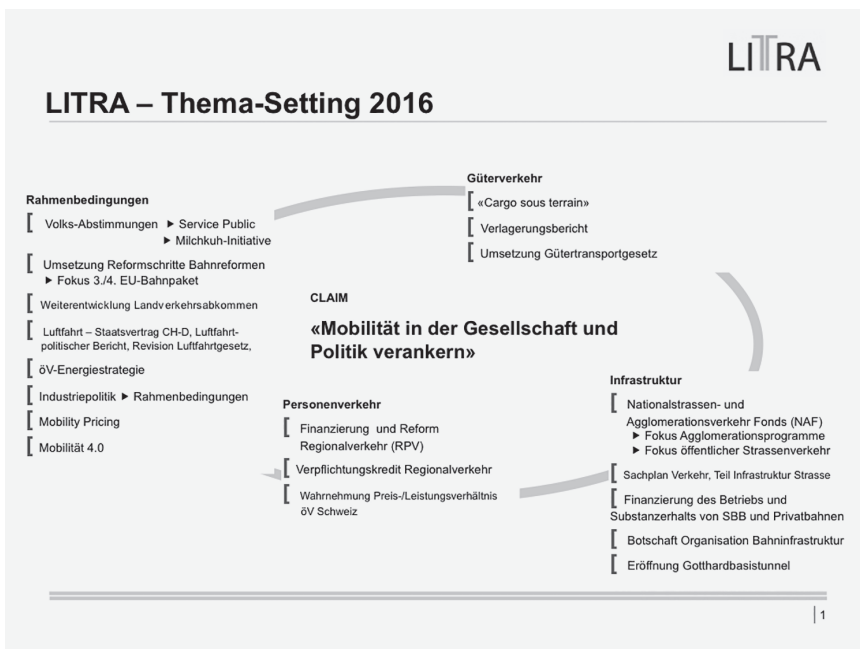 LITRA
LITRA – Thema-Setting 2016
Rahmenbedingungen
[ Volks-Abstimmungen ▶ Service Public
▶ Milchkuh-Initiative
[ Umsetzung Reformschritte Bahnreformen
▶ Fokus 3./4. EU-Bahnpaket
[ Weiterentwicklung Landverkehrsabkommen
[ Luftfahrt – Staatsvertrag CH-D, Luftfahrt-
politischer Bericht, Revision Luftfahrtgesetz,
[ öV-Energiestrategie
[ Industriepolitik ▶ Rahmenbedingungen
[ Mobility Pricing
[ Mobilität 4.0
Güterverkehr
[ «Cargo sous terrain»
[ Verlagerungsbericht
[ Umsetzung Gütertransportgesetz
CLAIM
«Mobilität in der Gesellschaft und
Politik verankern»
Personenverkehr
[ Finanzierung und Reform
Regionalverkehr (RPV)
[ Verpflichtungskredit Regionalverkehr
[ Wahrnehmung Preis-/Leistungsverhältnis
öV Schweiz
Infrastruktur
[ Nationalstrassen- und
Agglomerationsverkehr Fonds (NAF)
▶ Fokus Agglomerationsprogramme
▶ Fokus öffentlicher Strassenverkehr
[ Sachplan Verkehr, Teil Infrastruktur Strasse
[ Finanzierung des Betriebs und
Substanzerhalts von SBB und Privatbahnen
[ Botschaft Organisation Bahninfrastruktur
[ Eröffnung Gotthardbasistunnel
| 1